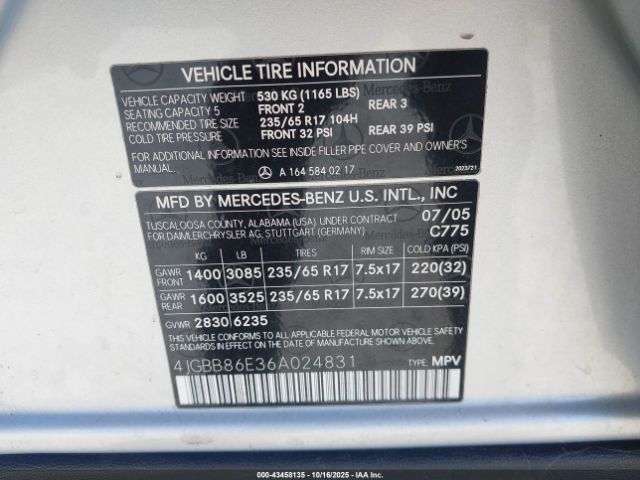 VEHICLE TIRE INFORMATION
VEHICLE CAPACITY WEIGHT 530 KG (1165 LBS)
SEATING CAPACITY 5 FRONT 2 REAR 3
RECOMMENDED TIRE SIZE 235/65 R17 104H
COLD TIRE PRESSURE FRONT 32 PSI REAR 39 PSI
FOR ADDITIONAL INFORMATION SEE INSIDE FILLER PIPE COVER AND OWNER'S
MANUAL
A 164 584 02 17
2023721
MFD BY MERCEDES-BENZ U.S. INTL., INC
TUSCALOOSA COUNTY, ALABAMA (USA), UNDER CONTRACT 07/05
FOR DAIMLERCHRYSLER AG, STUTTGART (GERMANY) C775
KG LB TIRES RIM SIZE COLD KPA (PSI)
GAWR FRONT 1400 3085 235/65 R17 7.5x17 220(32)
GAWR REAR 1600 3525 235/65 R17 7.5x17 270(39)
GVWR 2830 6235
THIS VEHICLE CONFORMS TO ALL APPLICABLE FEDERAL MOTOR VEHICLE SAFETY
STANDARDS IN EFFECT ON THE DATE OF MANUFACTURE SHOWN ABOVE.
4JGBB86E36A024831 TYPE: MPV
000-43458135 - 10/16/2025 - IAA Inc.